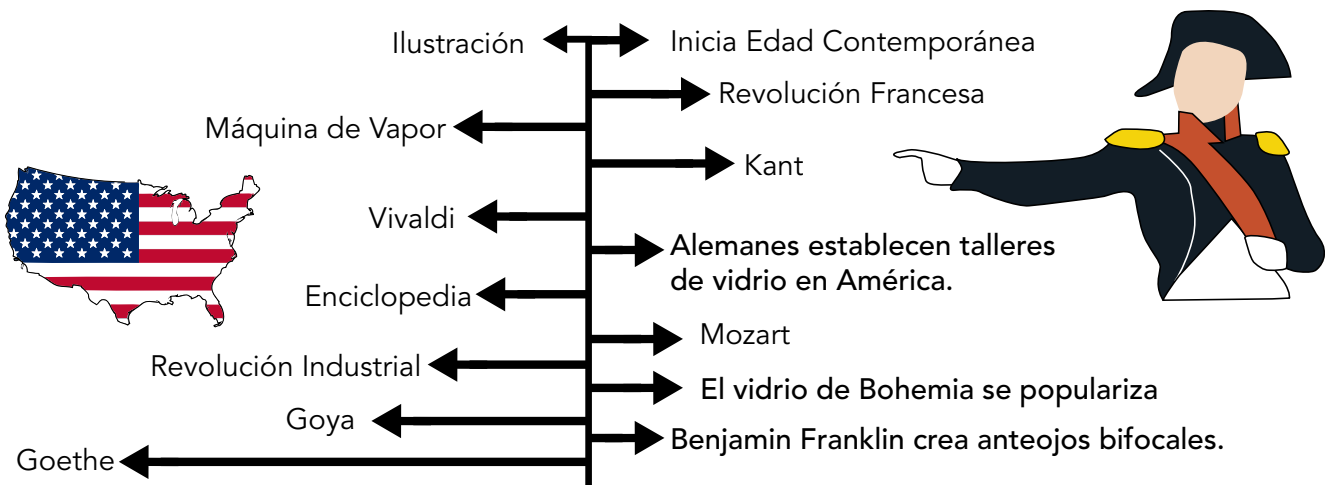 Ilustración
Inicia Edad Contemporánea
Revolución Francesa
Máquina de Vapor
Kant
Vivaldi
Alemanes establecen talleres
de vidrio en América.
Enciclopedia
Mozart
Revolución Industrial
El vidrio de Bohemia se populariza
Goya
Benjamin Franklin crea anteojos bifocales.
Goethe